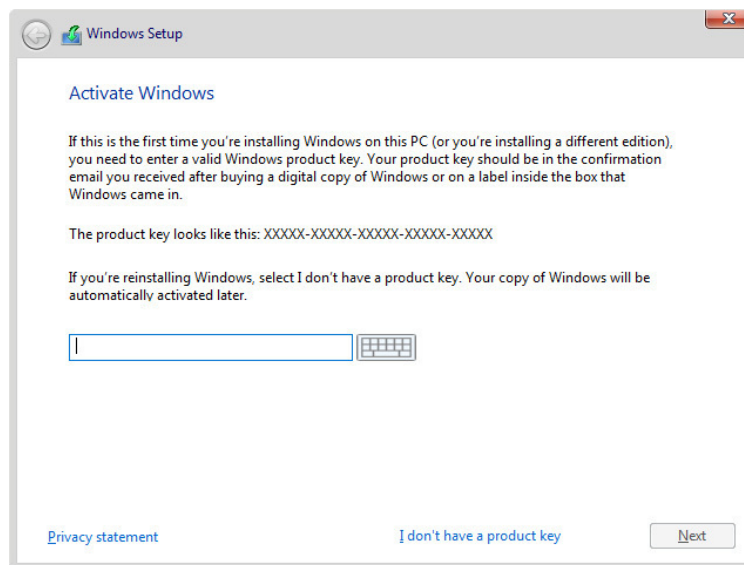 Windows Setup
Activate Windows
If this is the first time you're installing Windows on this PC (or you're installing a different edition),
you need to enter a valid Windows product key. Your product key should be in the confirmation
email you received after buying a digital copy of Windows or on a label inside the box that
Windows came in.
The product key looks like this: XXXXX-XXXXX-XXXXX-XXXXX-XXXXX
If you're reinstalling Windows, select I don't have a product key. Your copy of Windows will be
automatically activated later.
Privacy statement
I don't have a product key
Next